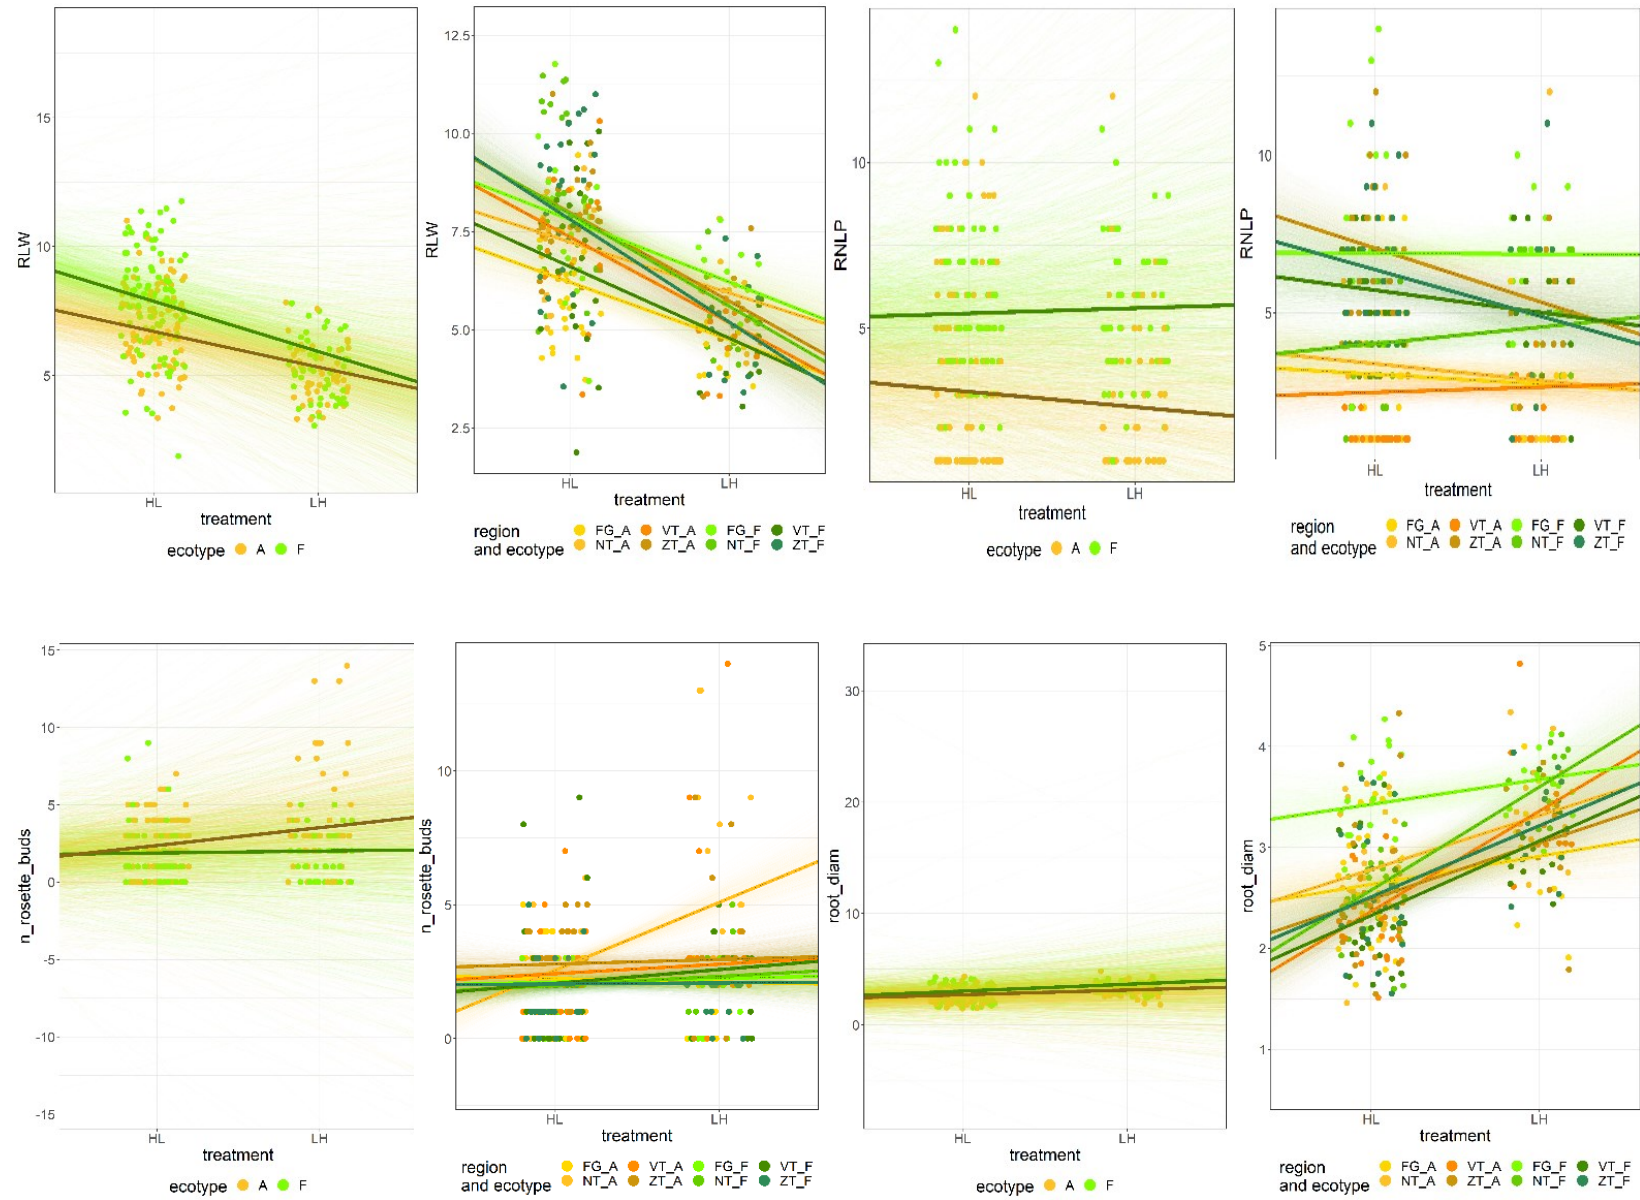 RLW
15
10
5
HL
LH
treatment
ecotype A F
RLW
12.5
10.0
7.5
5.0
2.5
HL
LH
treatment
region
and ecotype
FG_A VT_A FG_F VT_F
NT_A ZT_A NT_F ZT_F
RNLP
10
5
HL
LH
treatment
ecotype A F
RNLP
10
5
HL
LH
treatment
region
and ecotype
FG_A VT_A FG_F VT_F
NT_A ZT_A NT_F ZT_F
n_rosette_buds
15
10
5
0
-5
-10
-15
HL
LH
treatment
ecotype A F
n_rosette_buds
10
5
0
HL
LH
treatment
region
and ecotype
FG_A VT_A FG_F VT_F
NT_A ZT_A NT_F ZT_F
root_diam
30
20
10
0
HL
LH
treatment
ecotype A F
root_diam
5
4
3
2
1
HL
LH
treatment
region
and ecotype
FG_A VT_A FG_F VT_F
NT_A ZT_A NT_F ZT_F